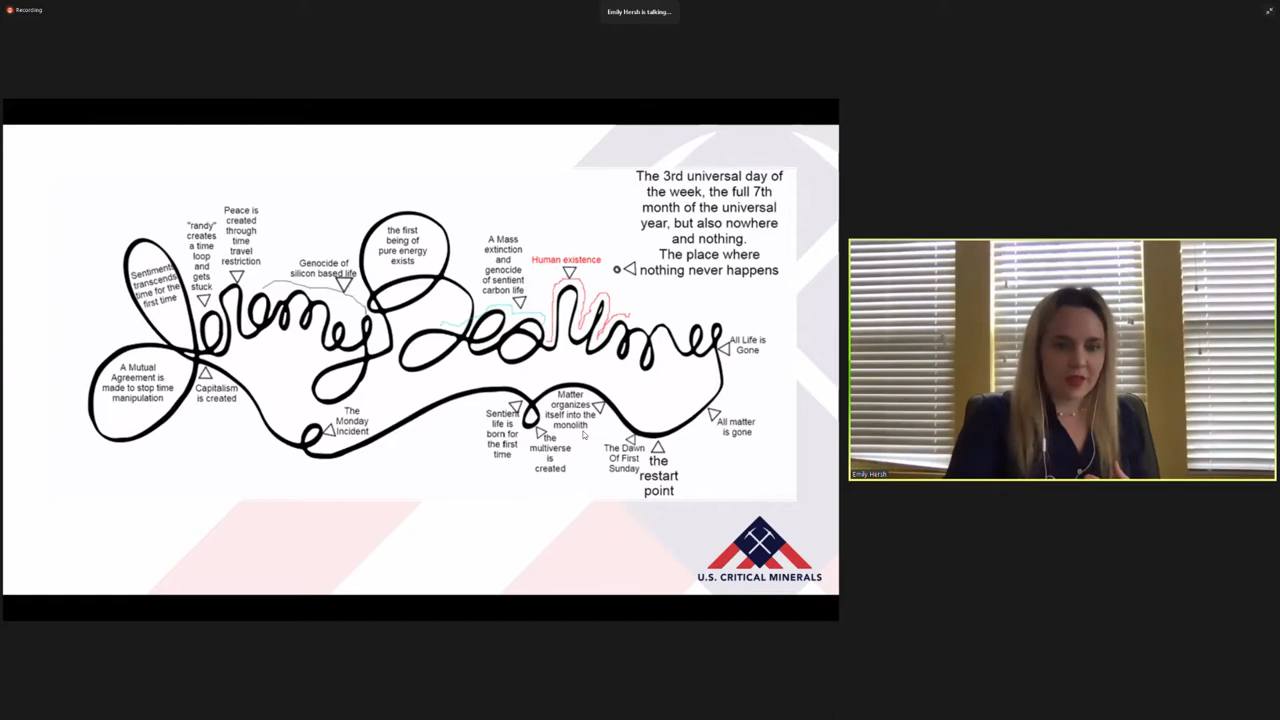 Recording
Emily Hersh is talking...
The 3rd universal day of
the week, the full 7th
month of the universal
year, but also nowhere
and nothing.
The place where
nothing never happens
Sentiments
transcends
time for the
first time
"randy"
creates
a time
loop
and
gets
stuck
Peace is
created
through
time
travel
restriction
Genocide of
silicon based life
the first
being of
pure energy
exists
A Mass
extinction
and
genocide
of sentient
carbon life
Human existence
Jeremy Bearimy
All Life is
Gone
A Mutual
Agreement is
made to stop time
manipulation
Capitalism
is created
The
Monday
Incident
Sentient
life is
born for
the first
time
the
multiverse
is
created
Matter
organizes
itself into the
monolith
The Dawn
Of First
Sunday
the
restart
point
All matter
is gone
U.S. CRITICAL MINERALS
Emily Hersh